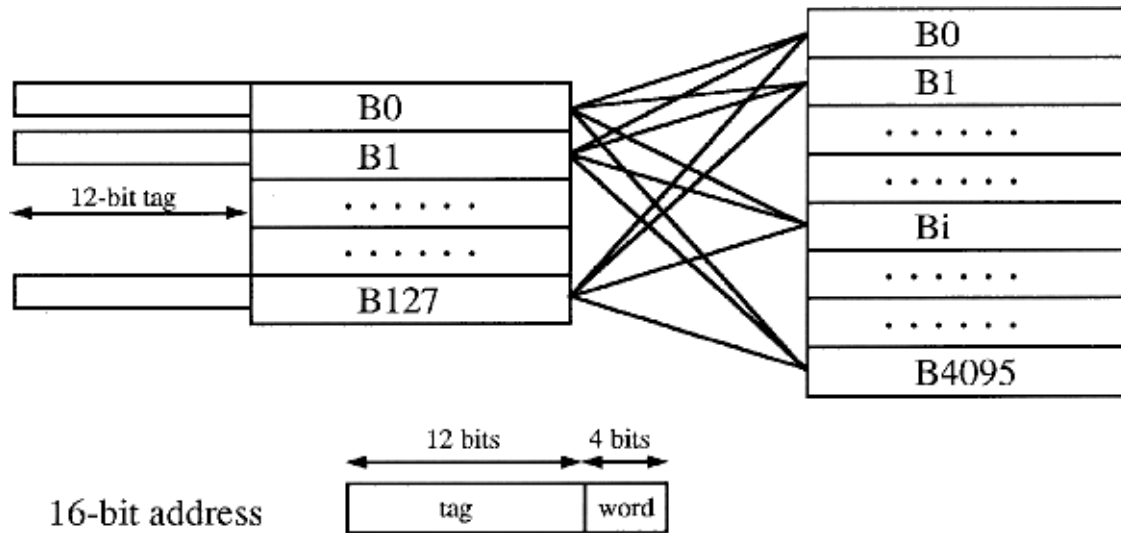 B0
B1
. . . . . .
. . . . . .
Bi
. . . . . .
. . . . . .
B4095
B0
B1
12-bit tag
. . . . . .
. . . . . .
B127
12 bits 4 bits
16-bit address tag word